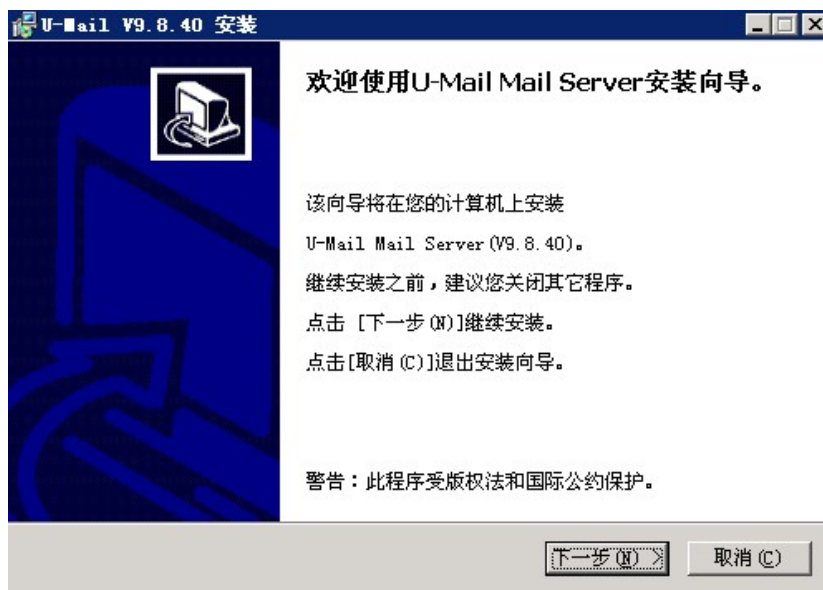 U-Mail V9.8.40 安装
欢迎使用U-Mail Mail Server安装向导。
该向导将在您的计算机上安装
U-Mail Mail Server(V9.8.40)。
继续安装之前,建议您关闭其它程序。
点击 [下一步(N)]继续安装。
点击[取消(C)]退出安装向导。
警告:此程序受版权法和国际公约保护。
下一步(N) >
取消(C)